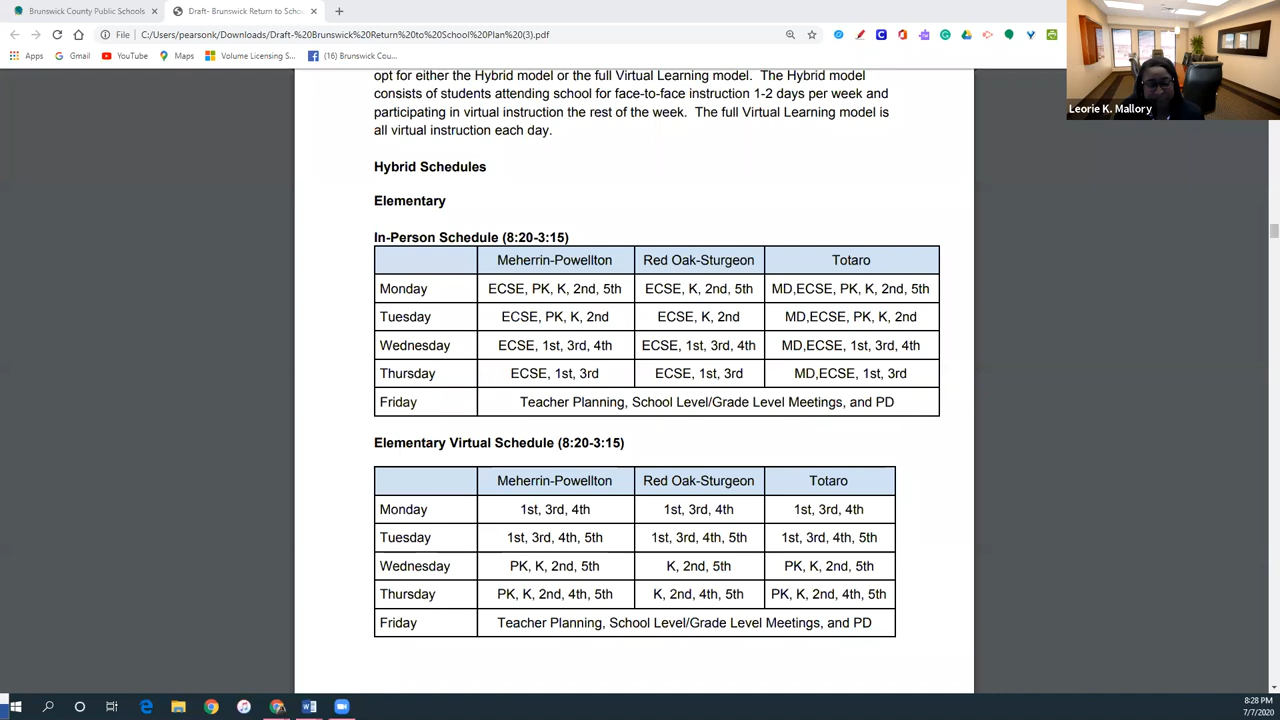 Brunswick County Public Schools
Draft- Brunswick Return to Scho
File
C:/Users/pearsonk/Downloads/Draft-%20Brunswick%20Return%20to%20School%20Plan%20(3).pdf
Apps Gmail YouTube Maps Volume Licensing S... (16) Brunswick Cou...
Leorie K. Mallory
opt for either the Hybrid model or the full Virtual Learning model. The Hybrid model
consists of students attending school for face-to-face instruction 1-2 days per week and
participating in virtual instruction the rest of the week. The full Virtual Learning model is
all virtual instruction each day.
Hybrid Schedules
Elementary
In-Person Schedule (8:20-3:15)
Meherrin-Powellton Red Oak-Sturgeon Totaro
Monday ECSE, PK, K, 2nd, 5th ECSE, K, 2nd, 5th MD,ECSE, PK, K, 2nd, 5th
Tuesday ECSE, PK, K, 2nd ECSE, K, 2nd MD,ECSE, PK, K, 2nd
Wednesday ECSE, 1st, 3rd, 4th ECSE, 1st, 3rd, 4th MD,ECSE, 1st, 3rd, 4th
Thursday ECSE, 1st, 3rd ECSE, 1st, 3rd MD,ECSE, 1st, 3rd
Friday Teacher Planning, School Level/Grade Level Meetings, and PD
Elementary Virtual Schedule (8:20-3:15)
Meherrin-Powellton Red Oak-Sturgeon Totaro
Monday 1st, 3rd, 4th 1st, 3rd, 4th 1st, 3rd, 4th
Tuesday 1st, 3rd, 4th, 5th 1st, 3rd, 4th, 5th 1st, 3rd, 4th, 5th
Wednesday PK, K, 2nd, 5th K, 2nd, 5th PK, K, 2nd, 5th
Thursday PK, K, 2nd, 4th, 5th K, 2nd, 4th, 5th PK, K, 2nd, 4th, 5th
Friday Teacher Planning, School Level/Grade Level Meetings, and PD
8:28 PM
7/7/2020